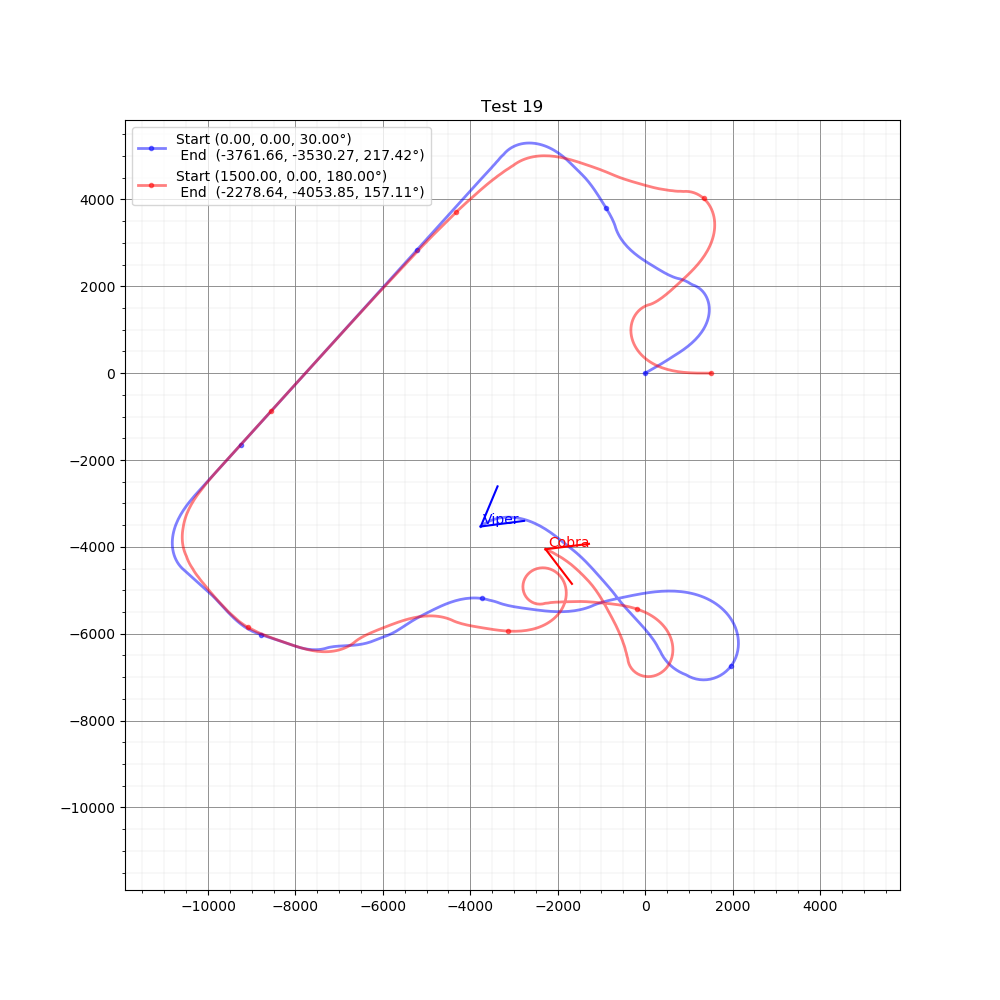 Test 19
Start (0.00, 0.00, 30.00°)
End (-3761.66, -3530.27, 217.42°)
Start (1500.00, 0.00, 180.00°)
End (-2278.64, -4053.85, 157.11°)
4000
2000
0
−2000
−4000
−6000
−8000
−10000
Viper
Cobra
−10000 −8000 −6000 −4000 −2000 0 2000 4000